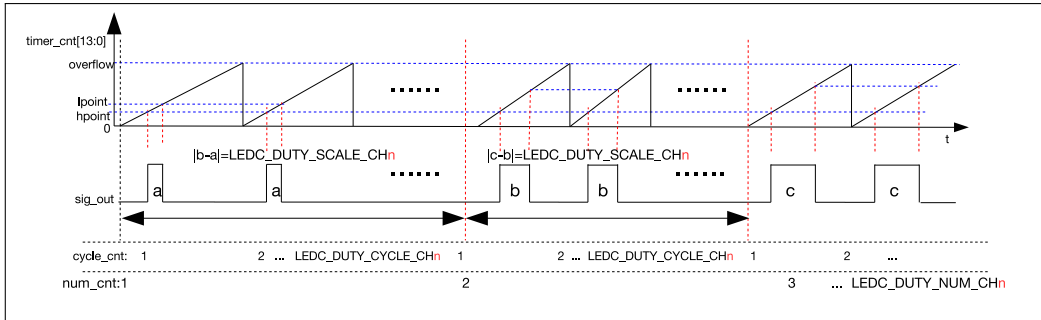 timer_cnt[13:0]
overflow
lpoint
hpoint
0
t
|b-a|=LEDC_DUTY_SCALE_CHn |c-b|=LEDC_DUTY_SCALE_CHn
sig_out a a b b c c
cycle_cnt: 1 2 ... LEDC_DUTY_CYCLE_CHn 1 2 ... LEDC_DUTY_CYCLE_CHn 1 2 ...
num_cnt:1 2 3 ... LEDC_DUTY_NUM_CHn